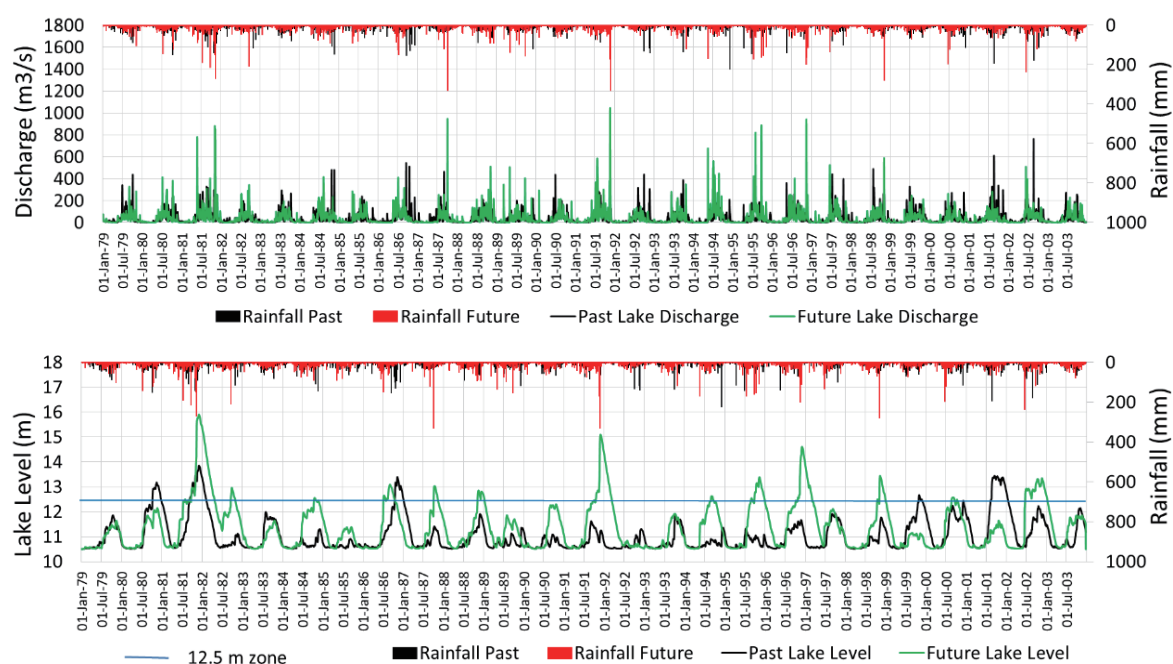 1800
1600
1400
1200
1000
800
600
400
200
0
Discharge (m3/s)
0
200
400
600
800
1000
Rainfall (mm)
01-Jan-79
01-Jul-79
01-Jan-80
01-Jul-80
01-Jan-81
01-Jul-81
01-Jan-82
01-Jul-82
01-Jan-83
01-Jul-83
01-Jan-84
01-Jul-84
01-Jan-85
01-Jul-85
01-Jan-86
01-Jul-86
01-Jan-87
01-Jul-87
01-Jan-88
01-Jul-88
01-Jan-89
01-Jul-89
01-Jan-90
01-Jul-90
01-Jan-91
01-Jul-91
01-Jan-92
01-Jul-92
01-Jan-93
01-Jul-93
01-Jan-94
01-Jul-94
01-Jan-95
01-Jul-95
01-Jan-96
01-Jul-96
01-Jan-97
01-Jul-97
01-Jan-98
01-Jul-98
01-Jan-99
01-Jul-99
01-Jan-00
01-Jul-00
01-Jan-01
01-Jul-01
01-Jan-02
01-Jul-02
01-Jan-03
01-Jul-03
Rainfall Past Rainfall Future Past Lake Discharge Future Lake Discharge
18
17
16
15
14
13
12
11
10
Lake Level (m)
0
200
400
600
800
1000
Rainfall (mm)
01-Jan-79
01-Jul-79
01-Jan-80
01-Jul-80
01-Jan-81
01-Jul-81
01-Jan-82
01-Jul-82
01-Jan-83
01-Jul-83
01-Jan-84
01-Jul-84
01-Jan-85
01-Jul-85
01-Jan-86
01-Jul-86
01-Jan-87
01-Jul-87
01-Jan-88
01-Jul-88
01-Jan-89
01-Jul-89
01-Jan-90
01-Jul-90
01-Jan-91
01-Jul-91
01-Jan-92
01-Jul-92
01-Jan-93
01-Jul-93
01-Jan-94
01-Jul-94
01-Jan-95
01-Jul-95
01-Jan-96
01-Jul-96
01-Jan-97
01-Jul-97
01-Jan-98
01-Jul-98
01-Jan-99
01-Jul-99
01-Jan-00
01-Jul-00
01-Jan-01
01-Jul-01
01-Jan-02
01-Jul-02
01-Jan-03
01-Jul-03
12.5 m zone Rainfall Past Rainfall Future Past Lake Level Future Lake Level